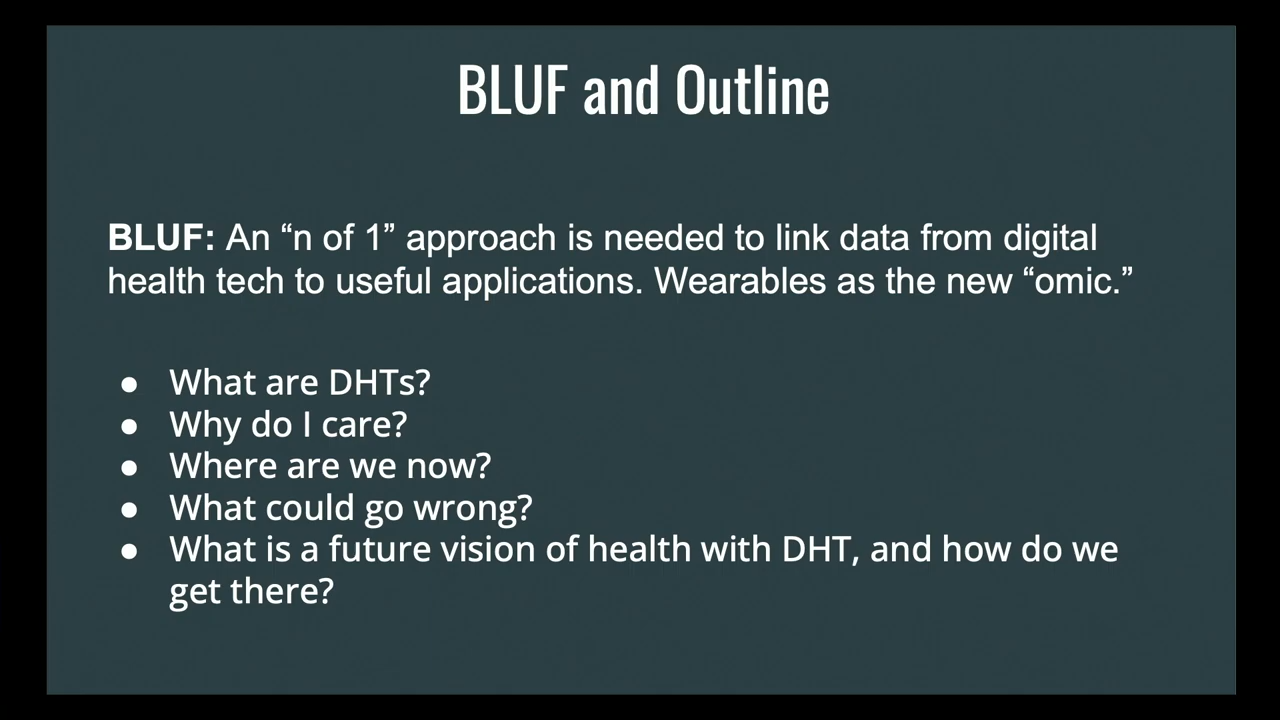 BLUF and Outline
BLUF: An “n of 1” approach is needed to link data from digital
health tech to useful applications. Wearables as the new “omic.”
● What are DHTs?
● Why do I care?
● Where are we now?
● What could go wrong?
● What is a future vision of health with DHT, and how do we
get there?